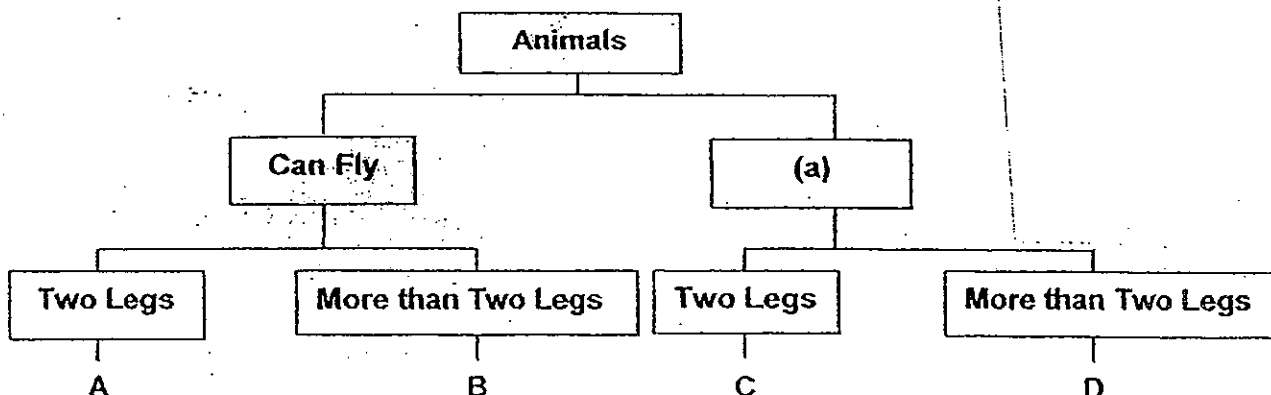 Animals
Can Fly
(a)
Two Legs
More than Two Legs
Two Legs
More than Two Legs
A
B
C
D